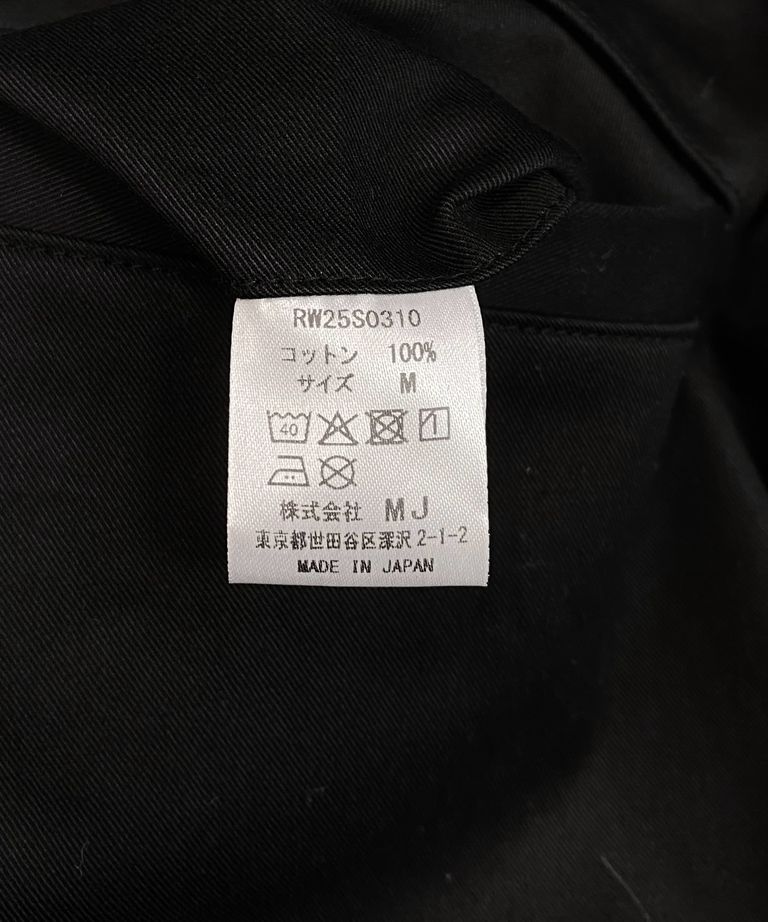 RW25S0310
コットン 100%
サイズ M
40
株式会社 MJ
東京都世田谷区深沢2-1-2
MADE IN JAPAN